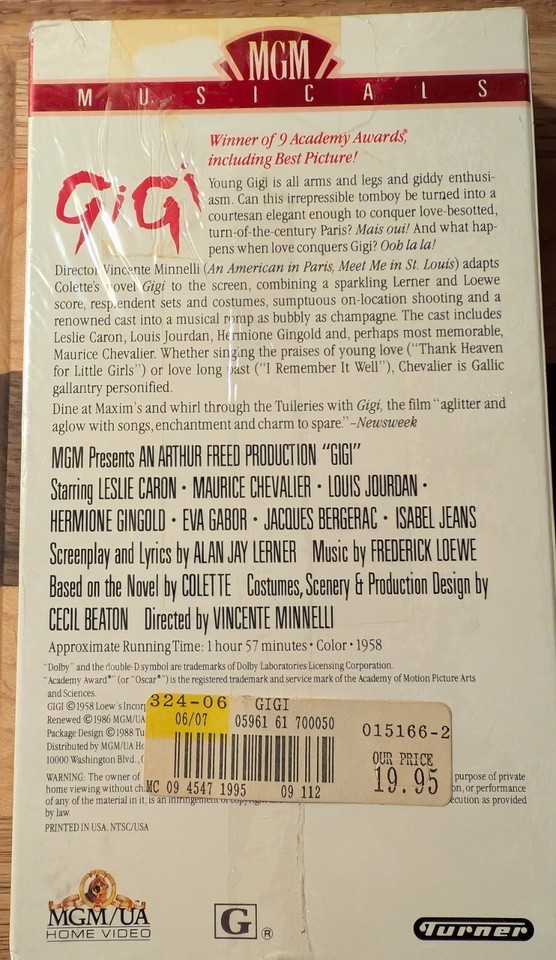 MGM
MUSICALS
Winner of 9 Academy Awards®,
including Best Picture!
GiGi
Young Gigi is all arms and legs and giddy enthusi-
asm. Can this irrepressible tomboy be turned into a
courtesan elegant enough to conquer love-besotted,
turn-of-the-century Paris? Mais oui! And what hap-
pens when love conquers Gigi? Ooh la la!
Director Vincente Minnelli (An American in Paris, Meet Me in St. Louis) adapts
Colette's novel Gigi to the screen, combining a sparkling Lerner and Loewe
score, resplendent sets and costumes, sumptuous on-location shooting and a
renowned cast into a musical romp as bubbly as champagne. The cast includes
Leslie Caron, Louis Jourdan, Hermione Gingold and, perhaps most memorable,
Maurice Chevalier. Whether singing the praises of young love ("Thank Heaven
for Little Girls") or love long past ("I Remember It Well"), Chevalier is Gallic
gallantry personified.
Dine at Maxim's and whirl through the Tuileries with Gigi, the film "aglitter and
aglow with songs, enchantment and charm to spare." –Newsweek
MGM Presents AN ARTHUR FREED PRODUCTION "GIGI"
Starring LESLIE CARON • MAURICE CHEVALIER • LOUIS JOURDAN •
HERMIONE GINGOLD • EVA GABOR • JACQUES BERGERAC • ISABEL JEANS
Screenplay and Lyrics by ALAN JAY LERNER Music by FREDERICK LOEWE
Based on the Novel by COLETTE Costumes, Scenery & Production Design by
CECIL BEATON Directed by VINCENTE MINNELLI
Approximate Running Time: 1 hour 57 minutes • Color • 1958
"Dolby" and the double-D symbol are trademarks of Dolby Laboratories Licensing Corporation.
"Academy Award®" (or "Oscar®") is the registered trademark and service mark of the Academy of Motion Picture Arts
and Sciences.
GIGI ©1958 Loew's
Renewed ©1986 MGM/UA
Package Design ©1988
Distributed by MGM/UA
10000 Washington Blvd.,
324-06 GIGI
06/07 05961 61 700050
015166-2
OUR PRICE
19.95
MC 09 4547 1995 09 112
WARNING: The owner of purpose of private
home viewing without or performance
of any of the material in it, is an infringement of as provided
by law.
PRINTED IN USA. NTSC/USA
MGM/UA
HOME VIDEO
G ®
Turner